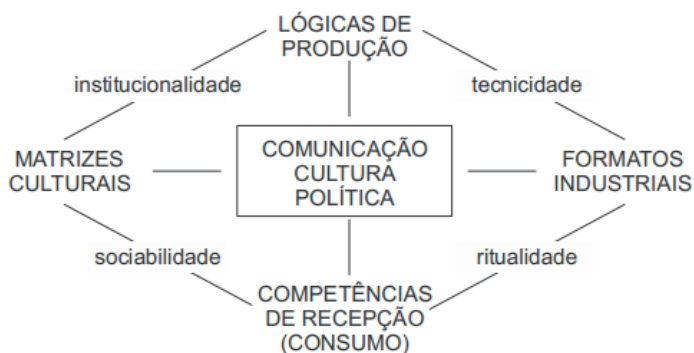 LÓGICAS DE
PRODUÇÃO
institucionalidade
tecnicidade
MATRIZES
CULTURAIS
COMUNICAÇÃO
CULTURA
POLÍTICA
FORMATOS
INDUSTRIAIS
sociabilidade
ritualidade
COMPETÊNCIAS
DE RECEPÇÃO
(CONSUMO)